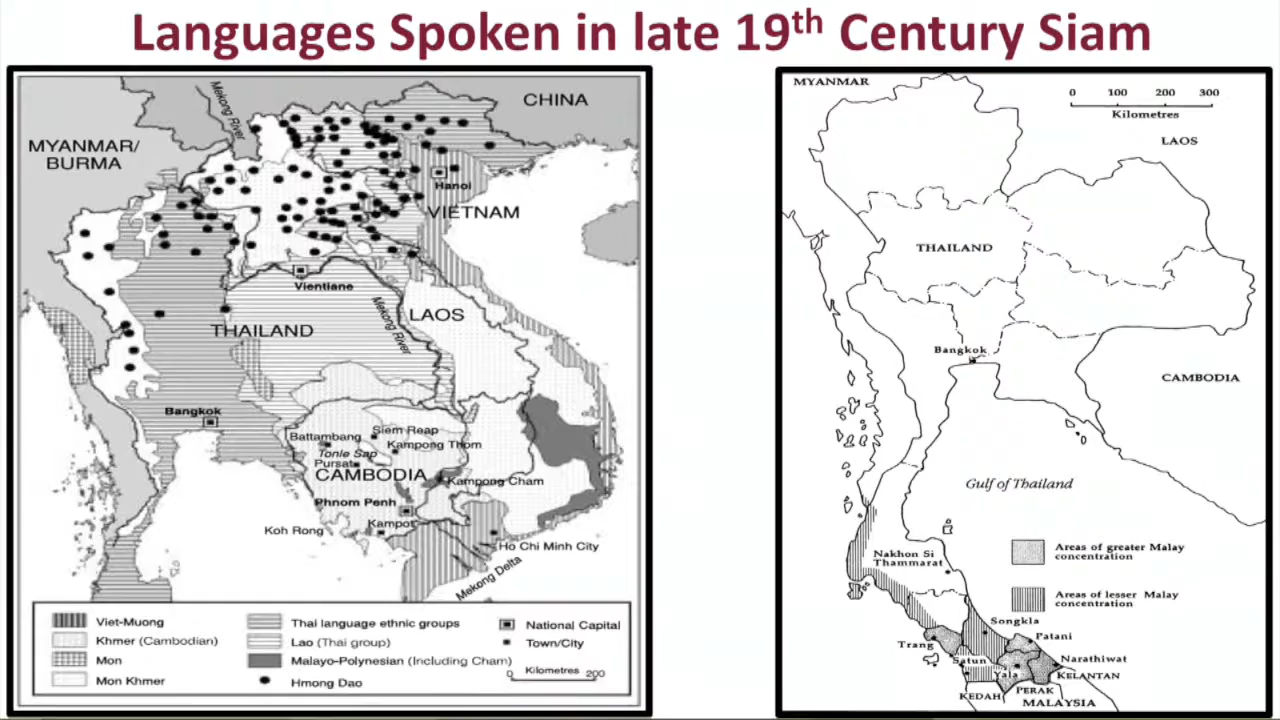 Languages Spoken in late 19th Century Siam
CHINA
Mekong River
MYANMAR/
BURMA
Hanoi
VIETNAM
Vientiane
Mekong River
LAOS
THAILAND
Bangkok
Siem Reap
Battambang
Kampong Thom
Tonle Sap
Pursat
CAMBODIA
Kampong Cham
Phnom Penh
Kampot
Koh Rong
Ho Chi Minh City
Mekong Delta
Viet-Muong
Khmer (Cambodian)
Mon
Mon Khmer
Thai language ethnic groups
Lao (Thai group)
Malayo-Polynesian (Including Cham)
Hmong Dao
National Capital
Town/City
Kilometres
0 200
MYANMAR
0 100 200 300
Kilometres
LAOS
THAILAND
Bangkok
CAMBODIA
Gulf of Thailand
Areas of greater Malay
concentration
Areas of lesser Malay
concentration
Nakhon Si
Thammarat
Songkla
Patani
Trang
Satun
Narathiwat
Yala
KELANTAN
PERAK
KEDAH
MALAYSIA